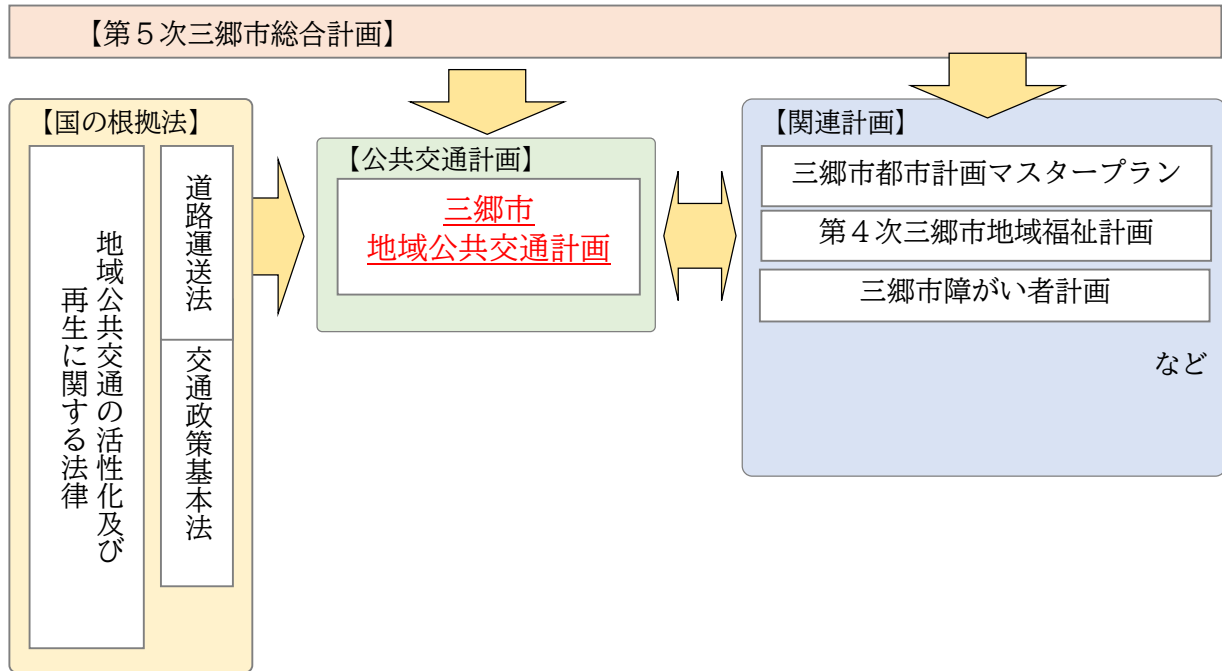 【第５次三郷市総合計画】
【国の根拠法】
地域公共交通の活性化及び
再生に関する法律
道路運送法
交通政策基本法
【公共交通計画】
三郷市
地域公共交通計画
【関連計画】
三郷市都市計画マスタープラン
第４次三郷市地域福祉計画
三郷市障がい者計画
など